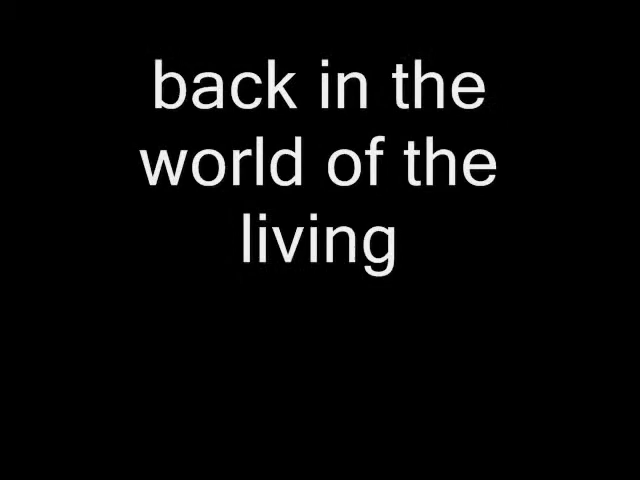 back in the
world of the
living